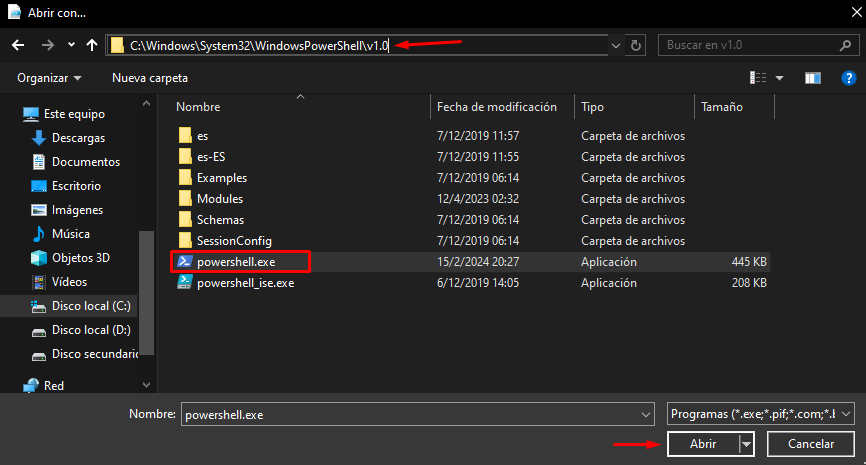 Abrir con...
C:\Windows\System32\WindowsPowerShell\v1.0
Buscar en v1.0
Organizar
Nueva carpeta
?
Este equipo
Descargas
Documentos
Escritorio
Imágenes
Música
Objetos 3D
Vídeos
Disco local (C:)
Disco local (D:)
Disco secundario
Red
Nombre Fecha de modificación Tipo Tamaño
es 7/12/2019 11:57 Carpeta de archivos
es-ES 7/12/2019 11:55 Carpeta de archivos
Examples 7/12/2019 06:14 Carpeta de archivos
Modules 12/4/2023 02:32 Carpeta de archivos
Schemas 7/12/2019 06:14 Carpeta de archivos
SessionConfig 7/12/2019 06:14 Carpeta de archivos
powershell.exe 15/2/2024 20:27 Aplicación 445 KB
powershell_ise.exe 6/12/2019 14:05 Aplicación 208 KB
Nombre: powershell.exe
Programas (*.exe;*.pif;*.com;*.b
Abrir
Cancelar